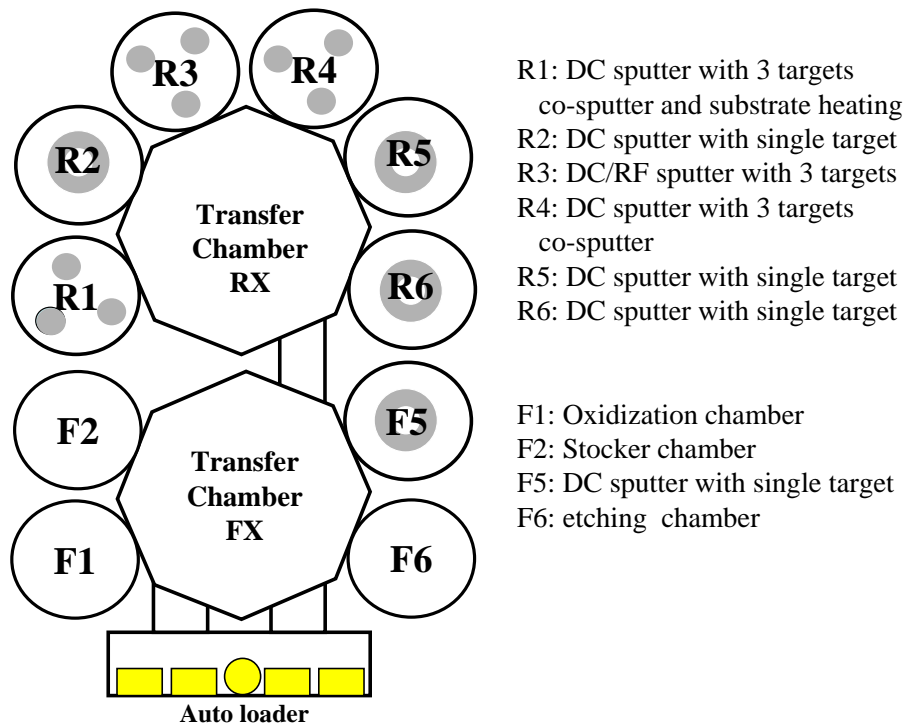 R3
R4
R2
R5
Transfer
Chamber
RX
R1
R6
F2
F5
Transfer
Chamber
FX
F1
F6
Auto loader
R1: DC sputter with 3 targets
co-sputter and substrate heating
R2: DC sputter with single target
R3: DC/RF sputter with 3 targets
R4: DC sputter with 3 targets
co-sputter
R5: DC sputter with single target
R6: DC sputter with single target
F1: Oxidization chamber
F2: Stocker chamber
F5: DC sputter with single target
F6: etching chamber